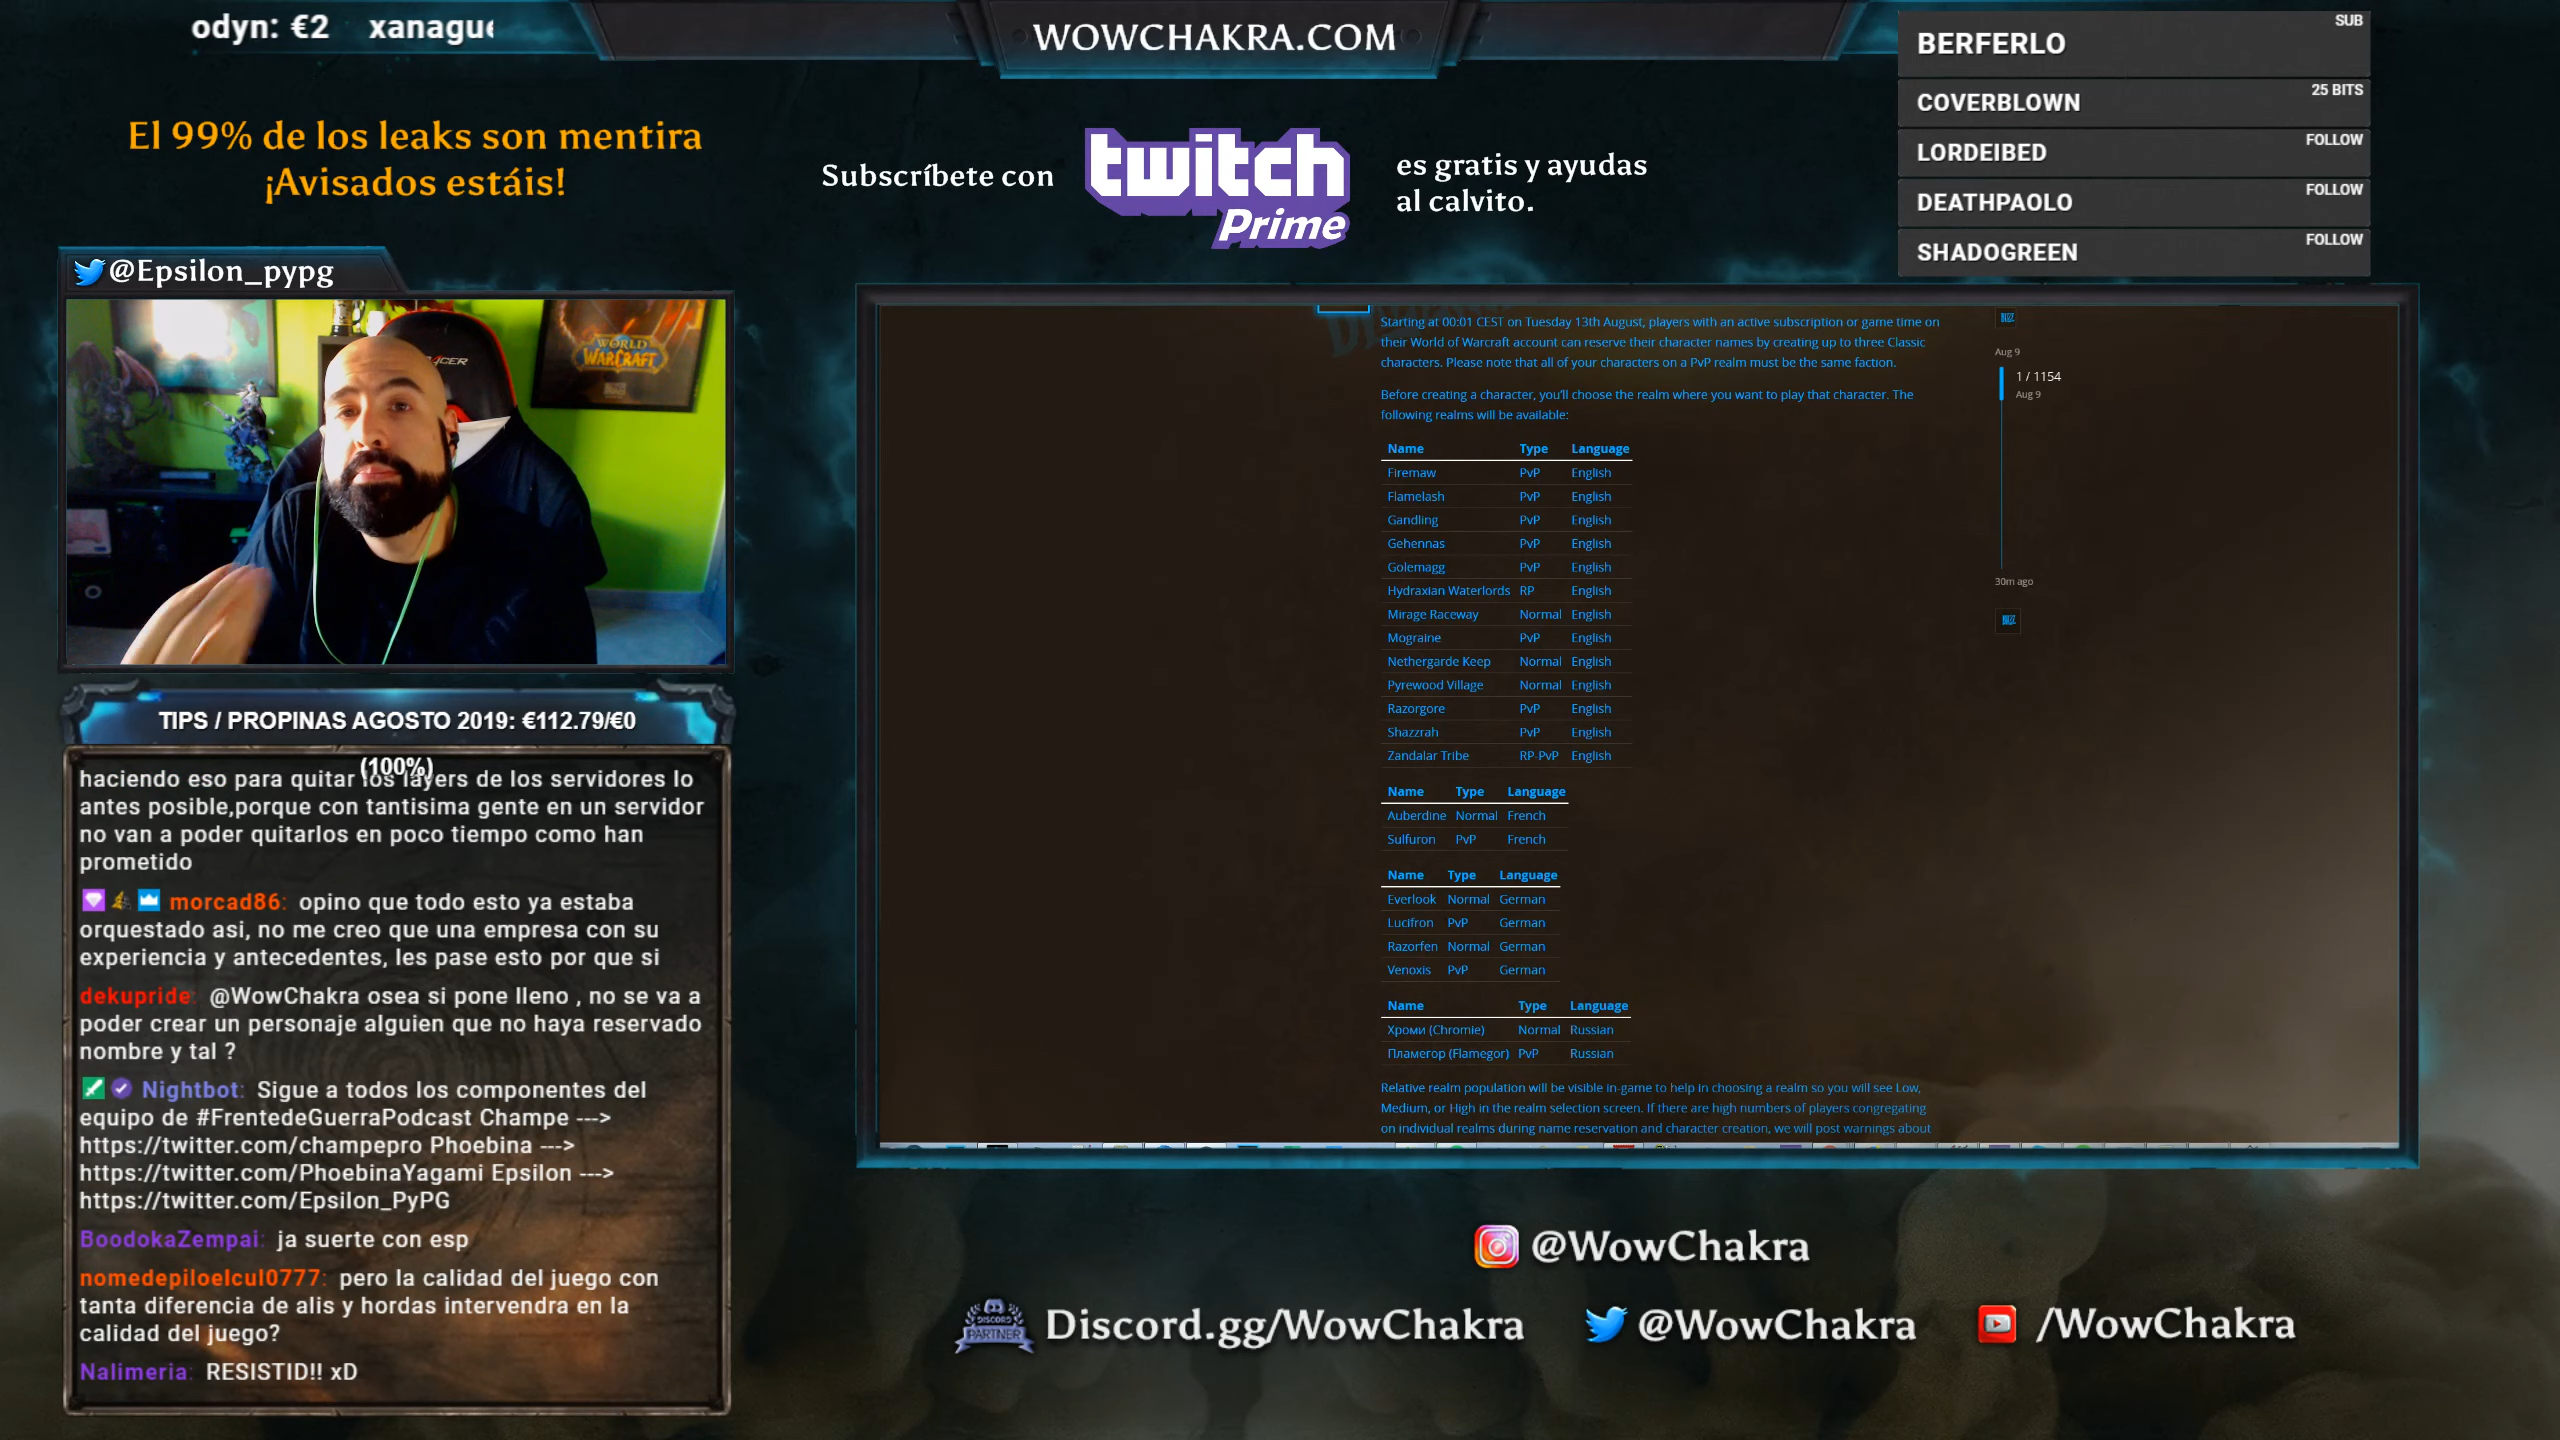 odyn: €2 xanague
WOWCHAKRA.COM
El 99% de los leaks son mentira
¡Avisados estáis!
Subscríbete con
twitch
Prime
es gratis y ayudas
al calvito.
BERFERLO SUB
COVERBLOWN 25 BITS
LORDEIBED FOLLOW
DEATHPAOLO FOLLOW
SHADOGREEN FOLLOW
@Epsilon_pypg
WORLD
WARCRAFT
TIPS / PROPINAS AGOSTO 2019: €112.79/€0
(100%)
haciendo eso para quitar los layers de los servidores lo
antes posible,porque con tantisima gente en un servidor
no van a poder quitarlos en poco tiempo como han
prometido
morcad86: opino que todo esto ya estaba
orquestado asi, no me creo que una empresa con su
experiencia y antecedentes, les pase esto por que si
dekupride: @WowChakra osea si pone lleno , no se va a
poder crear un personaje alguien que no haya reservado
nombre y tal ?
Nightbot: Sigue a todos los componentes del
equipo de #FrentedeGuerraPodcast Champe --->
https://twitter.com/champepro Phoebina --->
https://twitter.com/PhoebinaYagami Epsilon --->
https://twitter.com/Epsilon_PyPG
BoodokaZempai: ja suerte con esp
nomedepiloelcul0777: pero la calidad del juego con
tanta diferencia de alis y hordas intervendra en la
calidad del juego?
Nalimeria: RESISTID!! xD
Starting at 00:01 CEST on Tuesday 13th August, players with an active subscription or game time on
their World of Warcraft account can reserve their character names by creating up to three Classic
characters. Please note that all of your characters on a PvP realm must be the same faction.
Before creating a character, you'll choose the realm where you want to play that character. The
following realms will be available:
Name Type Language
Firemaw PvP English
Flamelash PvP English
Gandling PvP English
Gehennas PvP English
Golemagg PvP English
Hydraxian Waterlords RP English
Mirage Raceway Normal English
Mograine PvP English
Nethergarde Keep Normal English
Pyrewood Village Normal English
Razorgore PvP English
Shazzrah PvP English
Zandalar Tribe RP-PvP English
Name Type Language
Auberdine Normal French
Sulfuron PvP French
Name Type Language
Everlook Normal German
Lucifron PvP German
Razorfen Normal German
Venoxis PvP German
Name Type Language
Хроми (Chromie) Normal Russian
Пламегор (Flamegor) PvP Russian
Relative realm population will be visible in-game to help in choosing a realm so you will see Low,
Medium, or High in the realm selection screen. If there are high numbers of players congregating
on individual realms during name reservation and character creation, we will post warnings about
Aug 9
1 / 1154
Aug 9
30m ago
@WowChakra
DISCORD
PARTNER
Discord.gg/WowChakra
@WowChakra
/WowChakra